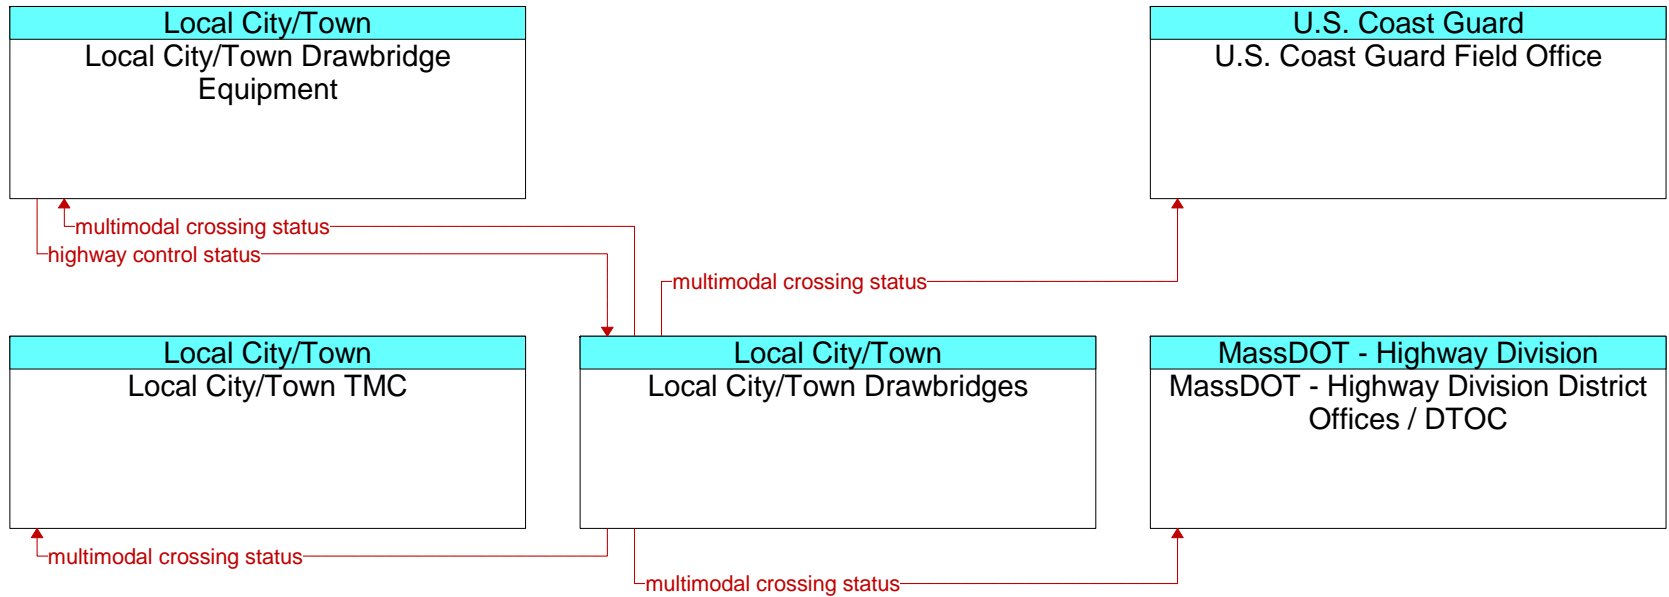 Local City/Town
Local City/Town Drawbridge
Equipment
U.S. Coast Guard
U.S. Coast Guard Field Office
multimodal crossing status
highway control status
multimodal crossing status
Local City/Town
Local City/Town TMC
Local City/Town
Local City/Town Drawbridges
MassDOT - Highway Division
MassDOT - Highway Division District
Offices / DTOC
multimodal crossing status
multimodal crossing status